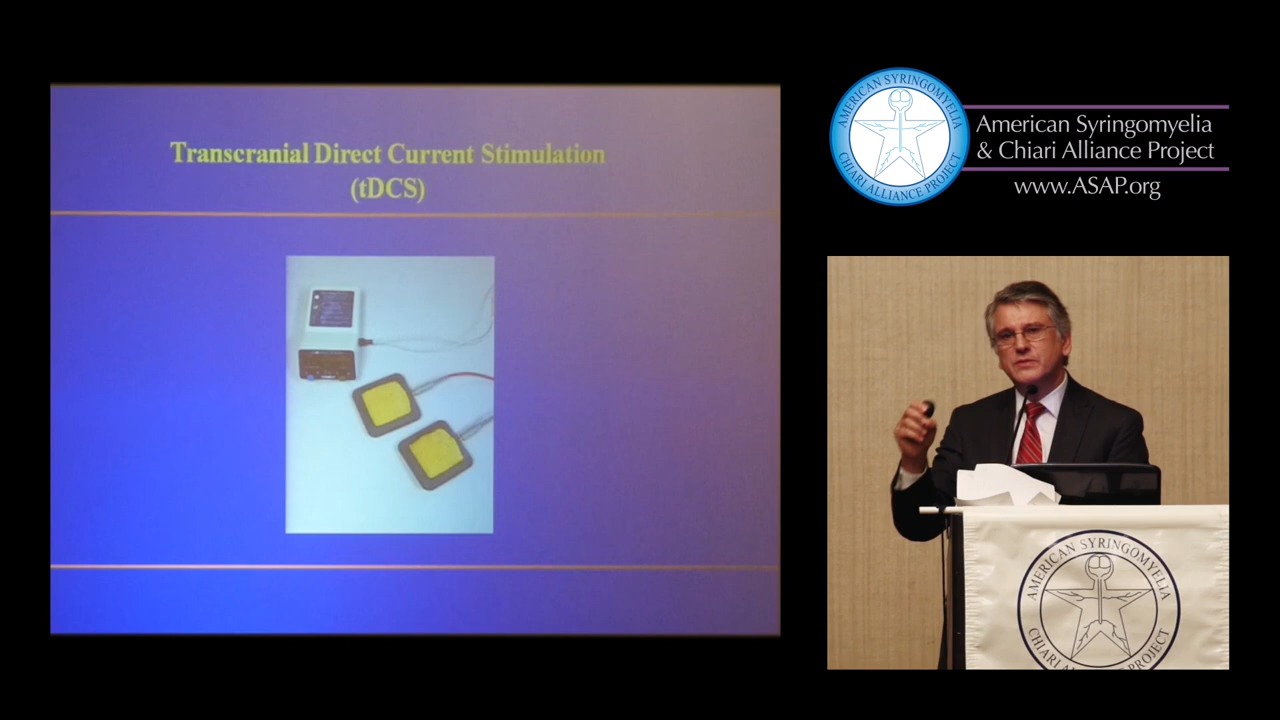 Transcranial Direct Current Stimulation
(tDCS)
AMERICAN SYRINGOMYELIA
CHIARI ALLIANCE PROJECT
American Syringomyelia
& Chiari Alliance Project
www.ASAP.org
AMERICAN SYRINGOMYELIA
CHIARI ALLIANCE PROJECT